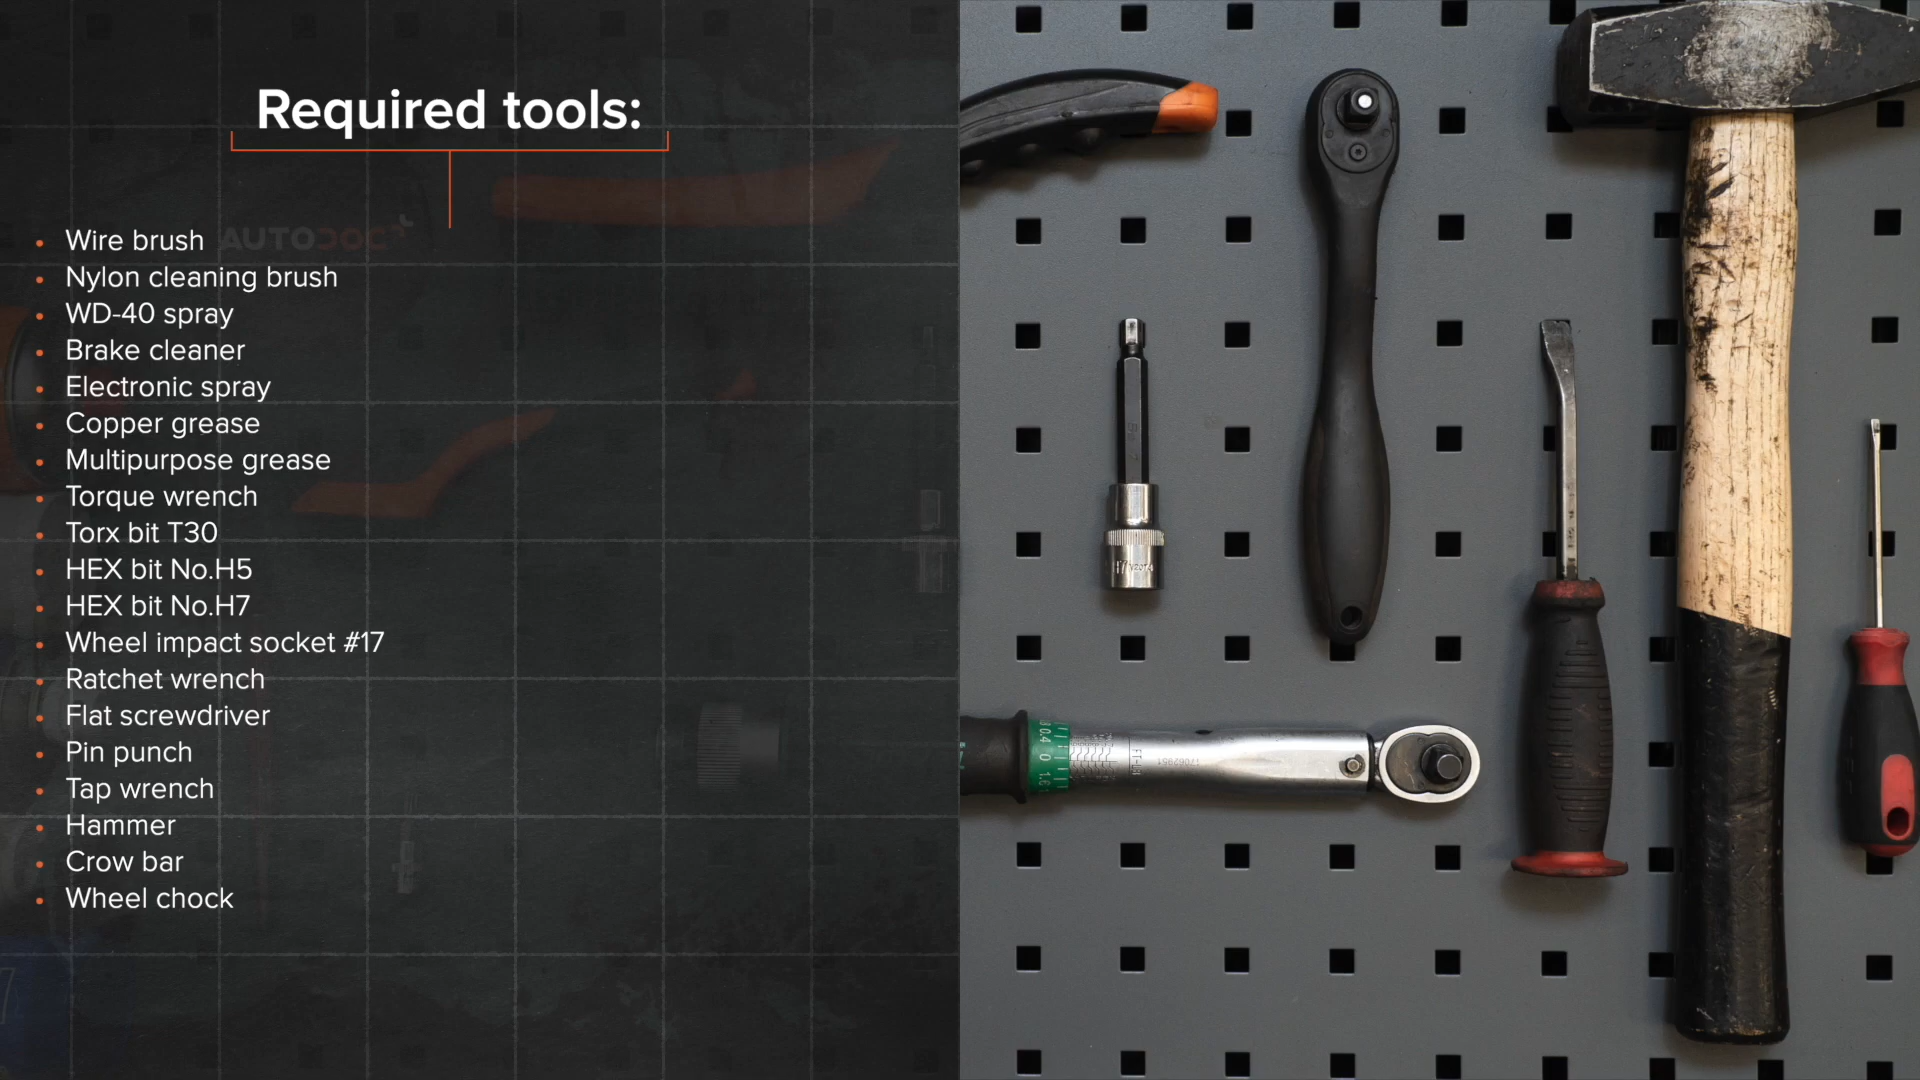 Required tools:
AUTODOC
Wire brush
Nylon cleaning brush
WD-40 spray
Brake cleaner
Electronic spray
Copper grease
Multipurpose grease
Torque wrench
Torx bit T30
HEX bit No.H5
HEX bit No.H7
Wheel impact socket #17
Ratchet wrench
Flat screwdriver
Pin punch
Tap wrench
Hammer
Crow bar
Wheel chock